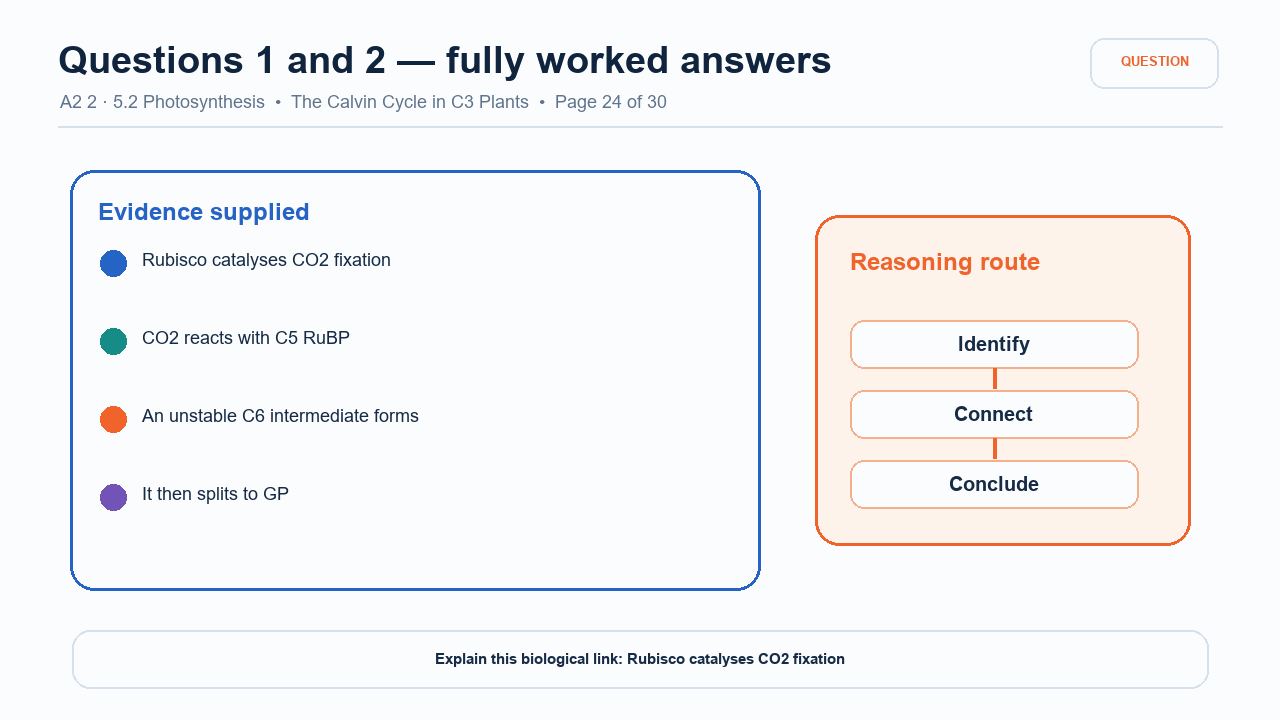 Questions 1 and 2 — fully worked answers
QUESTION
A2 2 · 5.2 Photosynthesis • The Calvin Cycle in C3 Plants • Page 24 of 30
Evidence supplied
Rubisco catalyses CO2 fixation
CO2 reacts with C5 RuBP
An unstable C6 intermediate forms
It then splits to GP
Reasoning route
Identify
Connect
Conclude
Explain this biological link: Rubisco catalyses CO2 fixation